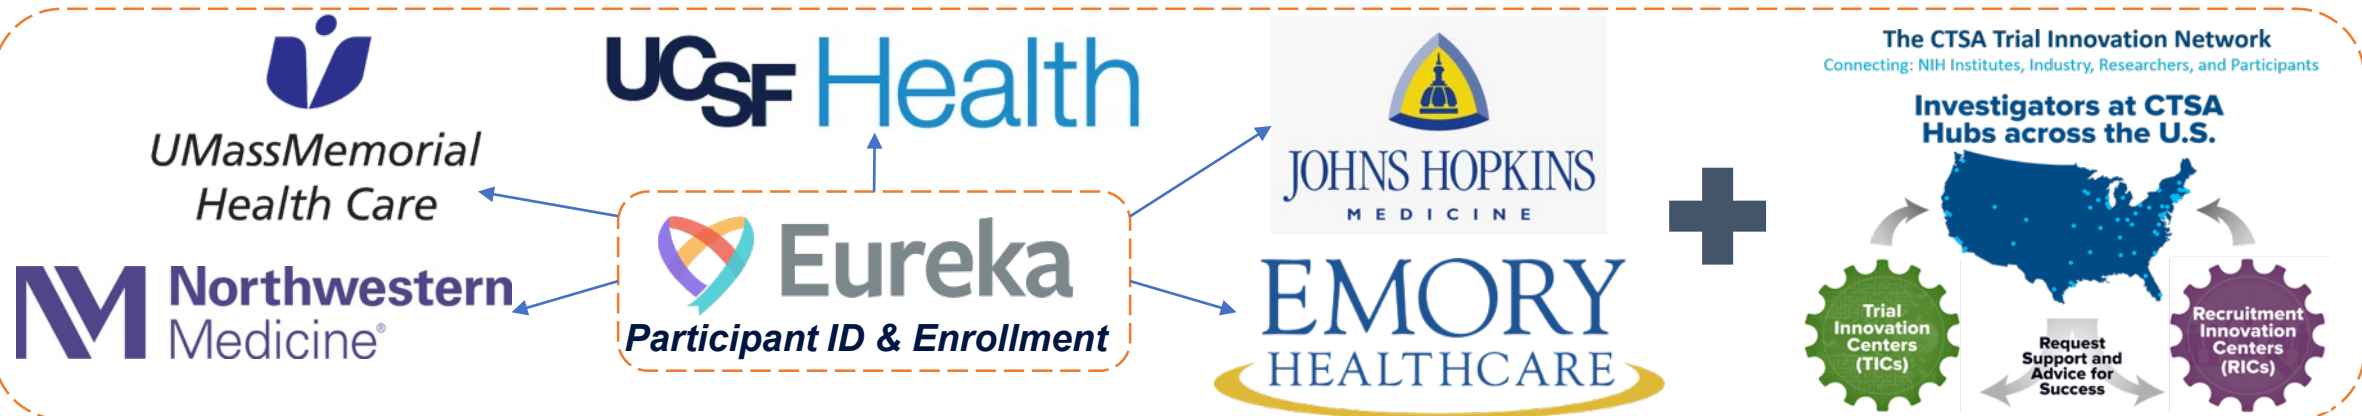 UMassMemorial
Health Care
Northwestern
Medicine®
UCSF Health
Eureka
Participant ID & Enrollment
JOHNS HOPKINS
MEDICINE
EMORY
HEALTHCARE
The CTSA Trial Innovation Network
Connecting: NIH Institutes, Industry, Researchers, and Participants
Investigators at CTSA
Hubs across the U.S.
Trial
Innovation
Centers
(TICs)
Request
Support and
Advice for
Success
Recruitment
Innovation
Centers
(RICs)